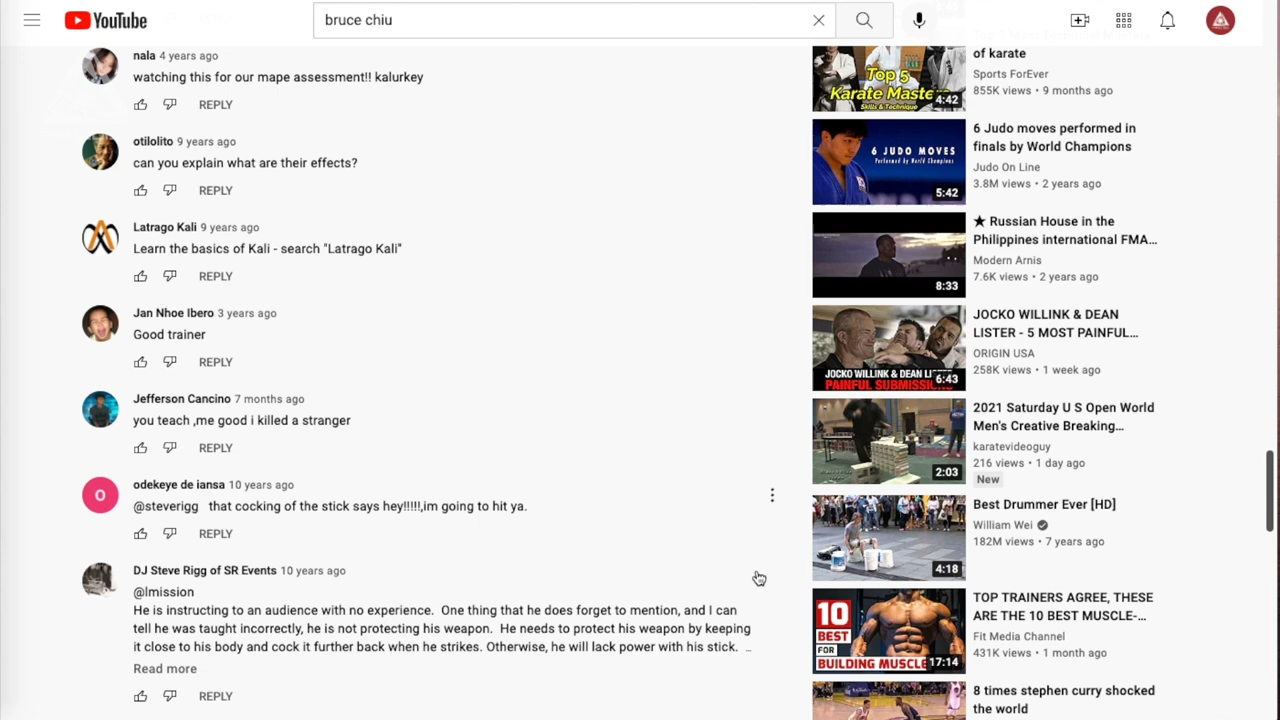 YouTube
bruce chiu
nala 4 years ago
watching this for our mape assessment!! kalurkey
REPLY
otilolito 9 years ago
can you explain what are their effects?
REPLY
Latrago Kali 9 years ago
Learn the basics of Kali - search "Latrago Kali"
REPLY
Jan Nhoe Ibero 3 years ago
Good trainer
REPLY
Jefferson Cancino 7 months ago
you teach ,me good i killed a stranger
REPLY
O
odekeye de iansa 10 years ago
@steverigg that cocking of the stick says hey!!!!!,im going to hit ya.
REPLY
DJ Steve Rigg of SR Events 10 years ago
@lmission
He is instructing to an audience with no experience. One thing that he does forget to mention, and I can
tell he was taught incorrectly, he is not protecting his weapon. He needs to protect his weapon by keeping
it close to his body and cock it further back when he strikes. Otherwise, he will lack power with his stick. ...
Read more
REPLY
Top 5
Karate Masters
Skills & Technique
4:42
of karate
Sports ForEver
855K views • 9 months ago
6 JUDO MOVES
Performed by World Champions
5:42
6 Judo moves performed in
finals by World Champions
Judo On Line
3.8M views • 2 years ago
8:33
★ Russian House in the
Philippines international FMA...
Modern Arnis
7.6K views • 2 years ago
JOCKO WILLINK & DEAN
PAINFUL
6:43
JOCKO WILLINK & DEAN
LISTER - 5 MOST PAINFUL...
ORIGIN USA
258K views • 1 week ago
2:03
2021 Saturday U S Open World
Men's Creative Breaking...
karatevideoguy
216 views • 1 day ago
New
4:18
Best Drummer Ever [HD]
William Wei
182M views • 7 years ago
10
BEST
FOR
BUILDING MUSCLE
17:14
TOP TRAINERS AGREE, THESE
ARE THE 10 BEST MUSCLE-...
Fit Media Channel
431K views • 1 month ago
8 times stephen curry shocked
the world